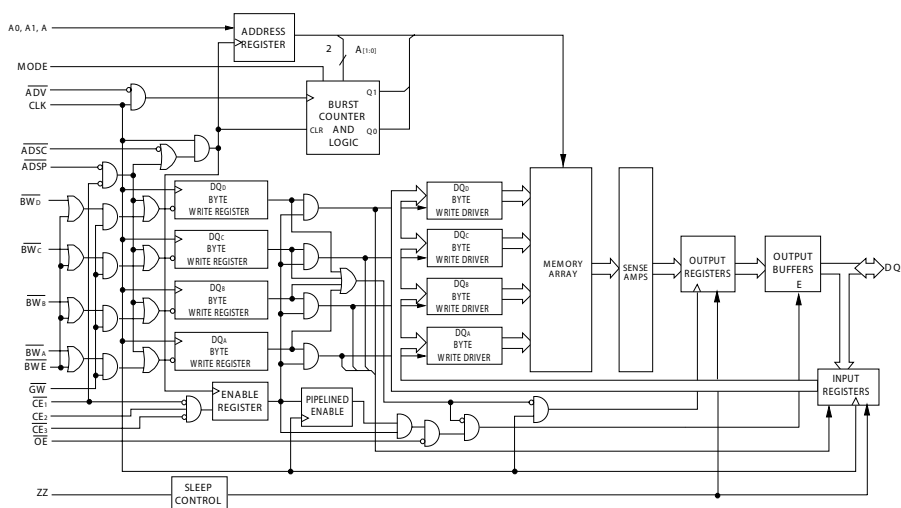 A0, A1, A
ADDRESS
REGISTER
2
A[1:0]
MODE
ADV
CLK
Q1
BURST
COUNTER
AND
LOGIC
CLR
Q0
ADSC
ADSP
BWD
DQD
BYTE
WRITE REGISTER
DQD
BYTE
WRITE DRIVER
BWC
DQC
BYTE
WRITE REGISTER
DQC
BYTE
WRITE DRIVER
MEMORY
ARRAY
SENSE
AMPS
OUTPUT
REGISTERS
OUTPUT
BUFFERS
E
DQ
BWB
DQB
BYTE
WRITE REGISTER
DQB
BYTE
WRITE DRIVER
BWA
BWE
DQA
BYTE
WRITE REGISTER
DQA
BYTE
WRITE DRIVER
GW
CE1
CE2
CE3
OE
ENABLE
REGISTER
PIPELINED
ENABLE
INPUT
REGISTERS
ZZ
SLEEP
CONTROL